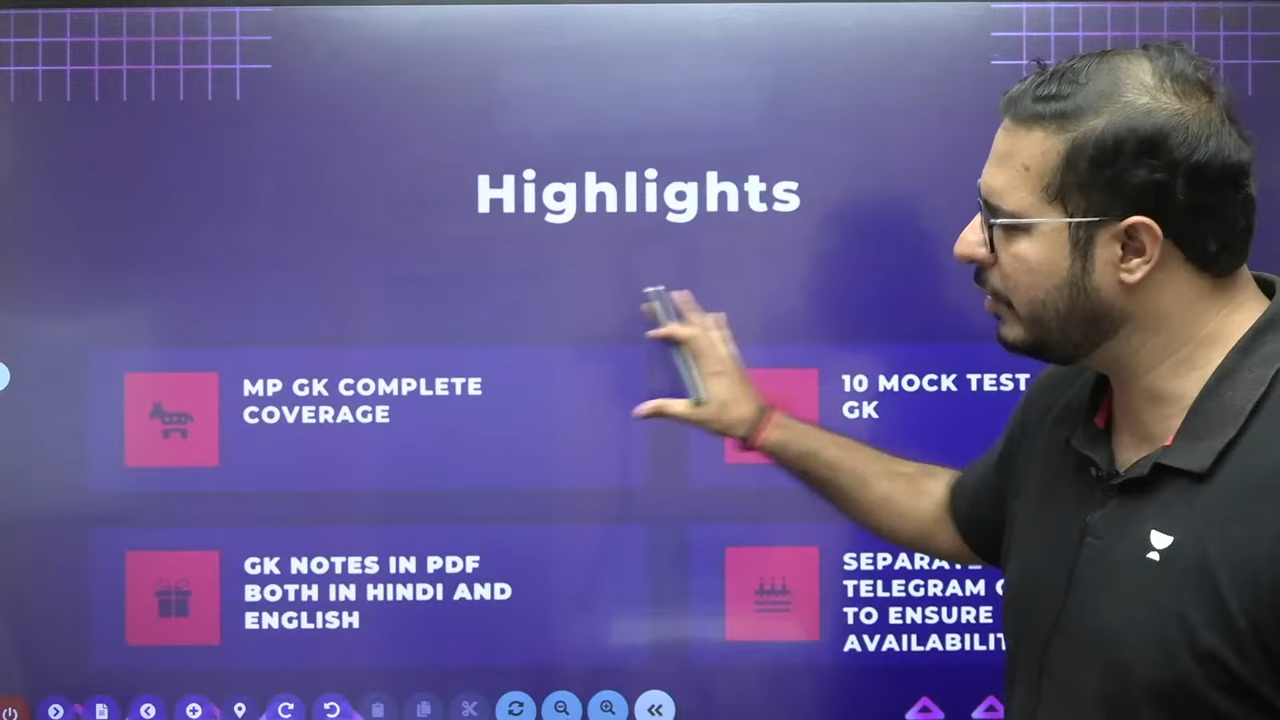 Highlights
MP GK COMPLETE
COVERAGE
10 MOCK TEST
GK
GK NOTES IN PDF
BOTH IN HINDI AND
ENGLISH
TELEGRAM
TO ENSURE